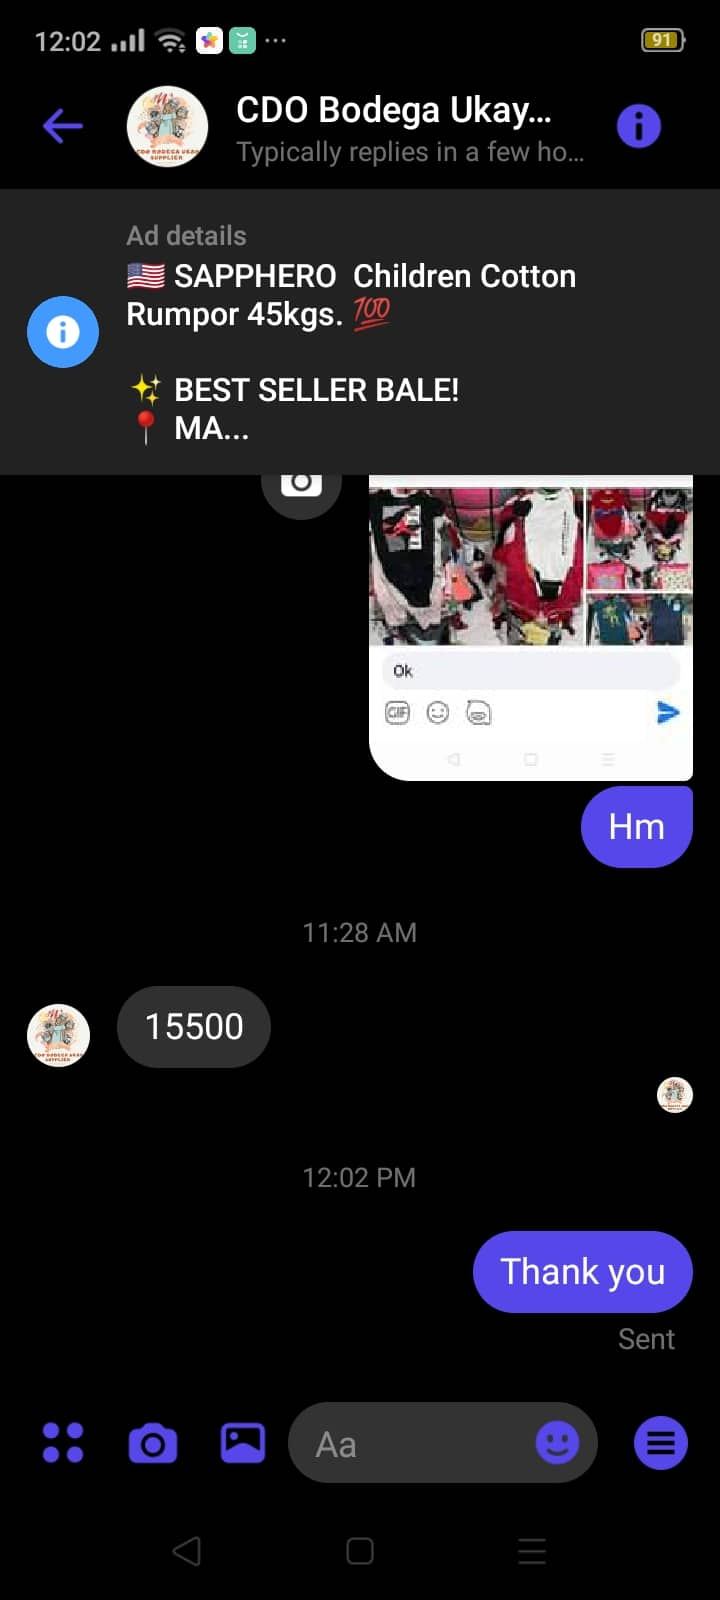 12:02
91
CDO Bodega Ukay...
Typically replies in a few ho...
Ad details
🇺🇸 SAPPHERO Children Cotton
Rumpor 45kgs. 💯
✨ BEST SELLER BALE!
📍 MA...
Ok
GIF
Hm
11:28 AM
15500
12:02 PM
Thank you
Sent
Aa